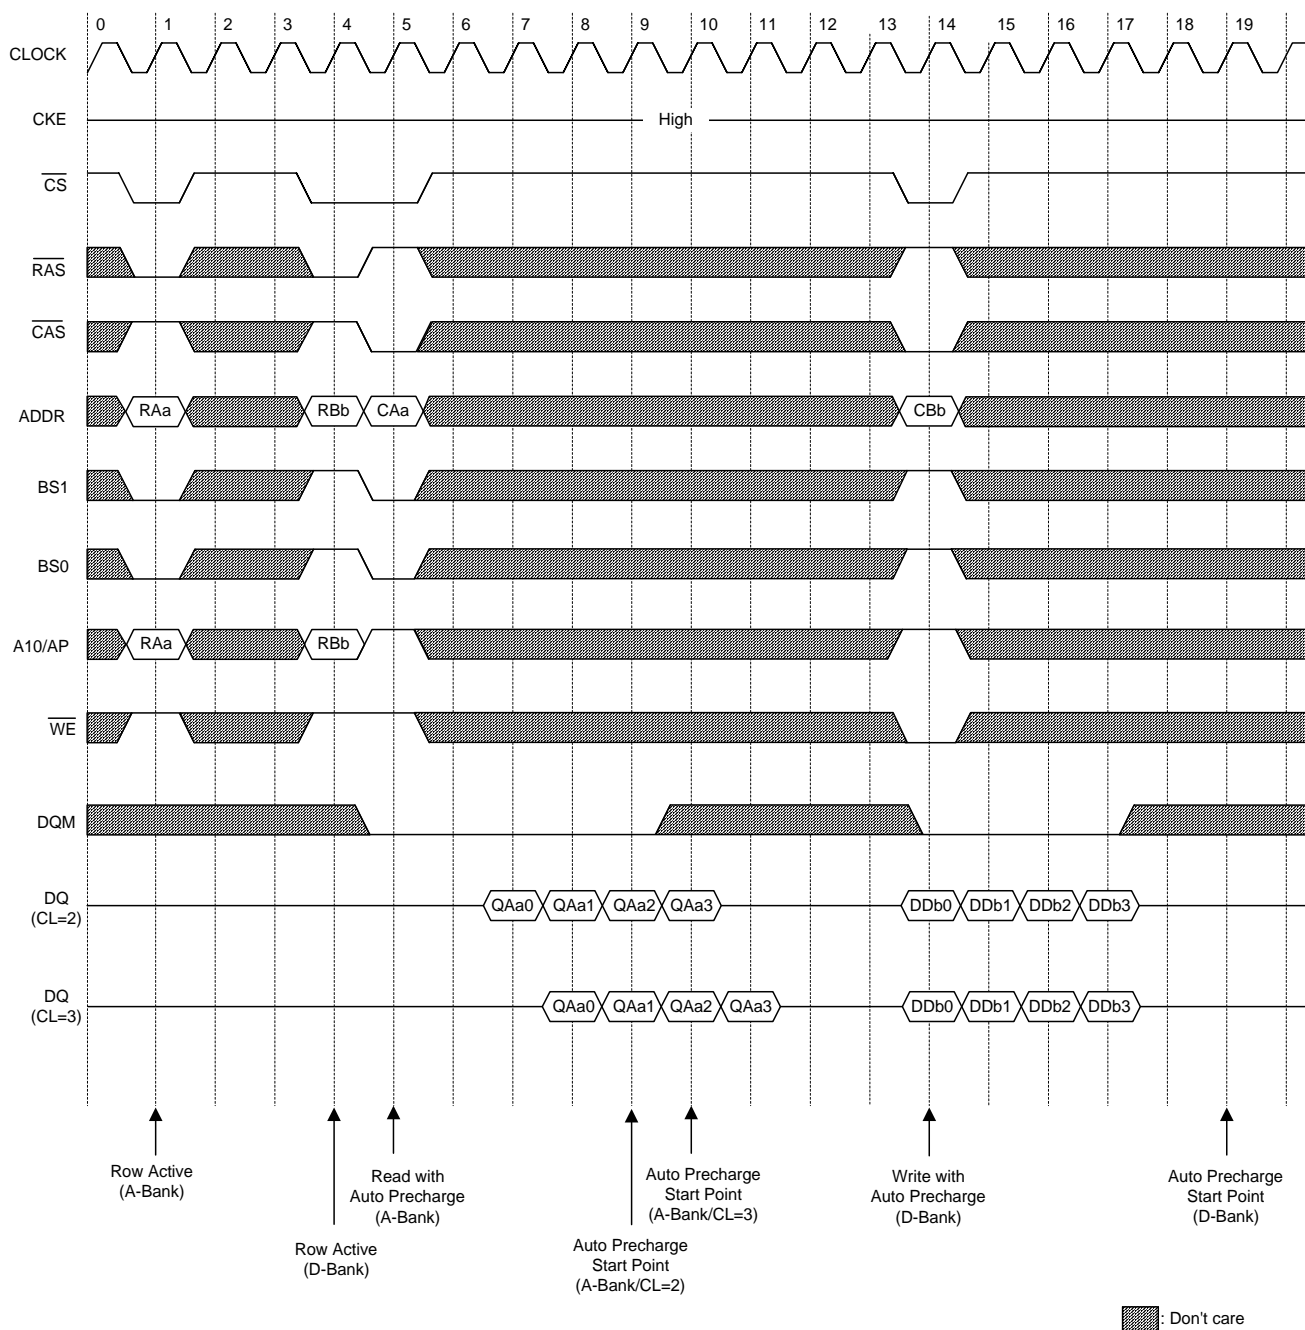 0 1 2 3 4 5 6 7 8 9 10 11 12 13 14 15 16 17 18 19
CLOCK
CKE High
CS
RAS
CAS
ADDR RAa RBb CAa CBb
BS1
BS0
A10/AP RAa RBb
WE
DQM
DQ
(CL=2) QAa0 QAa1 QAa2 QAa3 DDb0 DDb1 DDb2 DDb3
DQ
(CL=3) QAa0 QAa1 QAa2 QAa3 DDb0 DDb1 DDb2 DDb3
Row Active
(A-Bank)
Row Active
(D-Bank)
Read with
Auto Precharge
(A-Bank)
Auto Precharge
Start Point
(A-Bank/CL=2)
Auto Precharge
Start Point
(A-Bank/CL=3)
Write with
Auto Precharge
(D-Bank)
Auto Precharge
Start Point
(D-Bank)
: Don't care